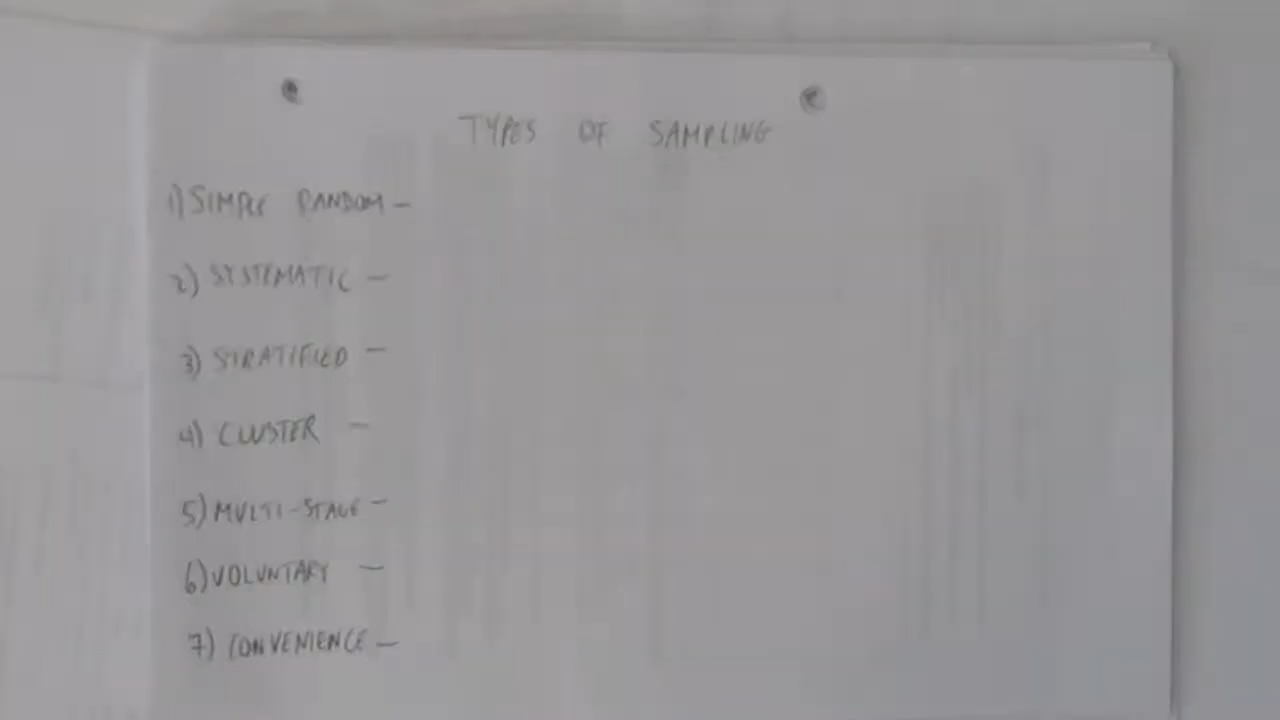 TYPES OF SAMPLING
1) SIMPLE RANDOM -
2) SYSTEMATIC -
3) STRATIFIED -
4) CLUSTER -
5) MULTI-STAGE -
6) VOLUNTARY -
7) CONVENIENCE -